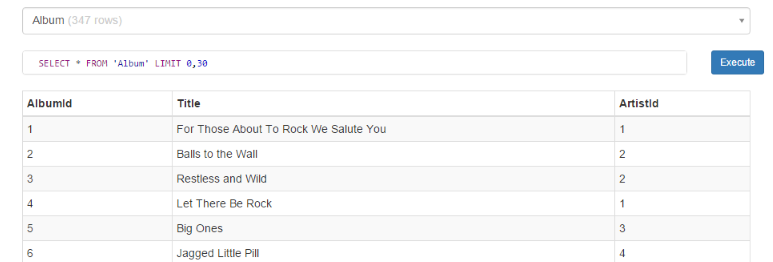 Album (347 rows)
SELECT * FROM 'Album' LIMIT 0,30
Execute
AlbumId Title ArtistId
1 For Those About To Rock We Salute You 1
2 Balls to the Wall 2
3 Restless and Wild 2
4 Let There Be Rock 1
5 Big Ones 3
6 Jagged Little Pill 4